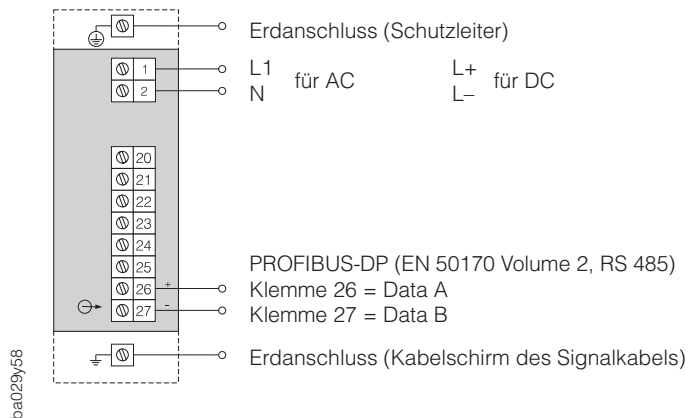 Erdanschluss (Schutzleiter)
1 L1 für AC L+ für DC
2 N L–
20
21
22
23
24
25
PROFIBUS-DP (EN 50170 Volume 2, RS 485)
26 + Klemme 26 = Data A
27 - Klemme 27 = Data B
Erdanschluss (Kabelschirm des Signalkabels)
ba029y58